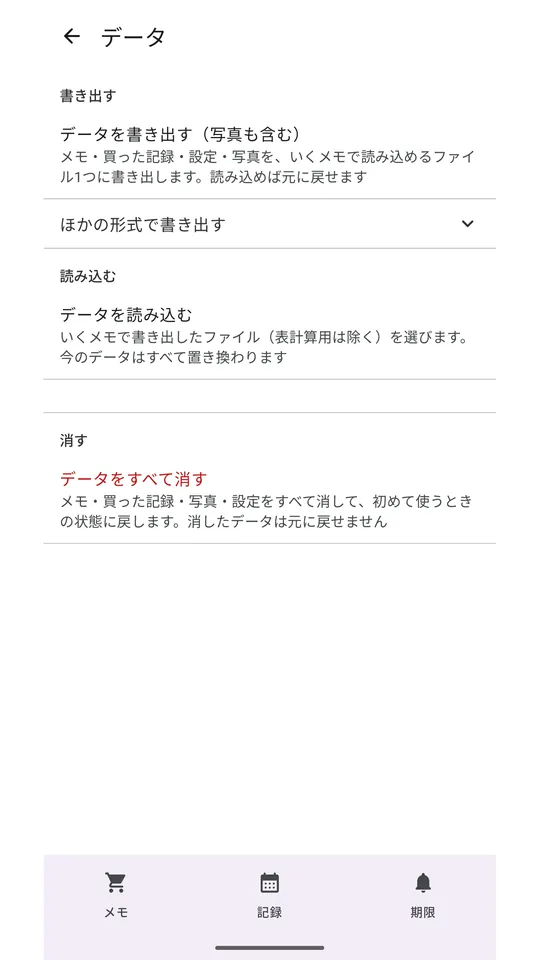 データ
書き出す
データを書き出す（写真も含む）
メモ・買った記録・設定・写真を、いくメモで読み込めるファイ
ル1つに書き出します。読み込めば元に戻せます
ほかの形式で書き出す
読み込む
データを読み込む
いくメモで書き出したファイル（表計算用は除く）を選びます。
今のデータはすべて置き換わります
消す
データをすべて消す
メモ・買った記録・写真・設定をすべて消して、初めて使うとき
の状態に戻します。消したデータは元に戻せません
メモ
記録
期限